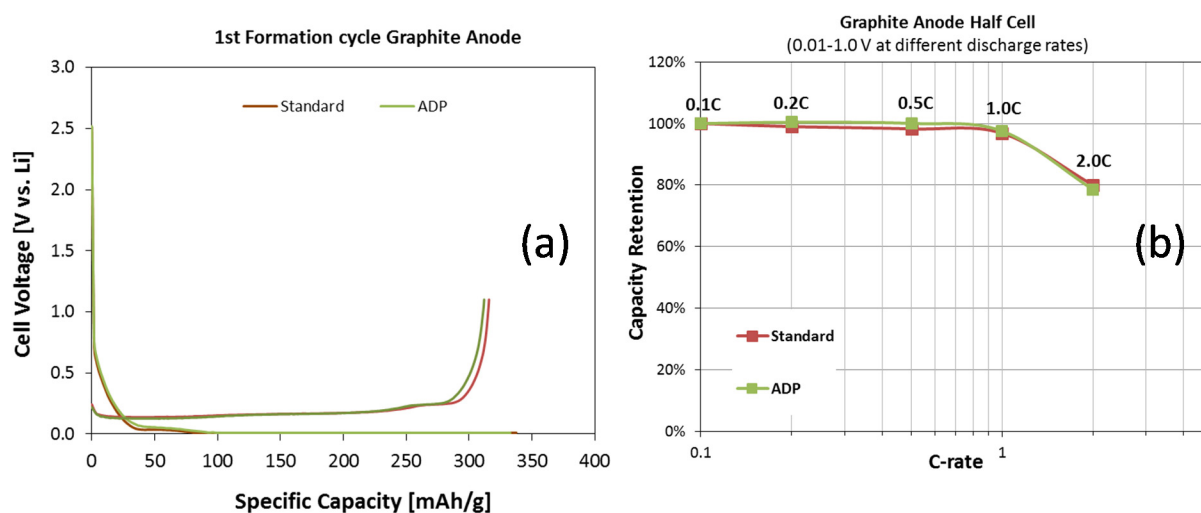 1st Formation cycle Graphite Anode
3.0
2.5
2.0
1.5
1.0
0.5
0.0
Cell Voltage [V vs. Li]
Standard
ADP
(a)
0
50
100
150
200
250
300
350
400
Specific Capacity [mAh/g]
Graphite Anode Half Cell
(0.01-1.0 V at different discharge rates)
120%
100%
80%
60%
40%
20%
0%
Capacity Retention
0.1C
0.2C
0.5C
1.0C
2.0C
(b)
Standard
ADP
0.1
1
C-rate